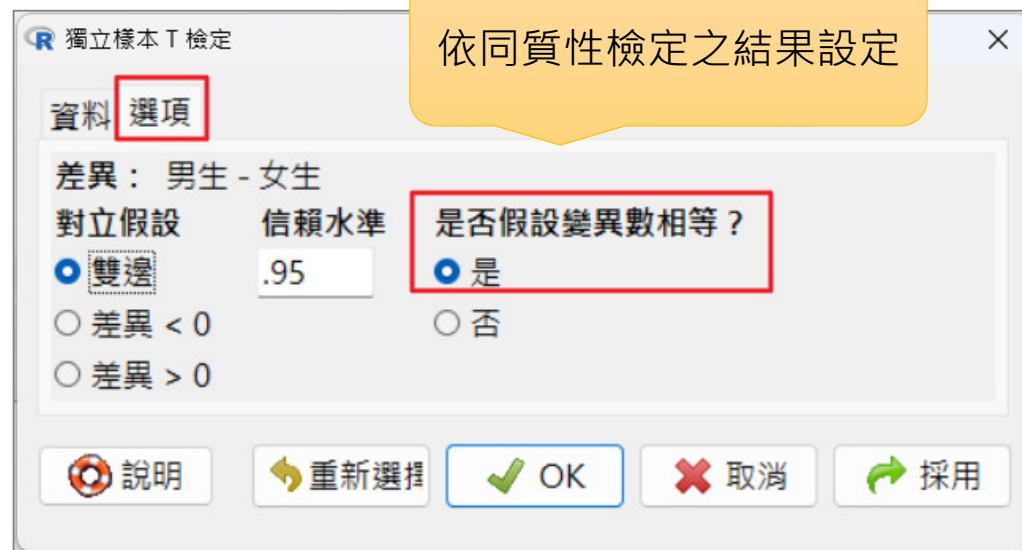 獨立樣本 T 檢定
依同質性檢定之結果設定
資料 選項
差異： 男生 - 女生
對立假設 信賴水準 是否假設變異數相等？
雙邊 .95 是
差異 < 0 否
差異 > 0
說明 重新選擇 OK 取消 採用